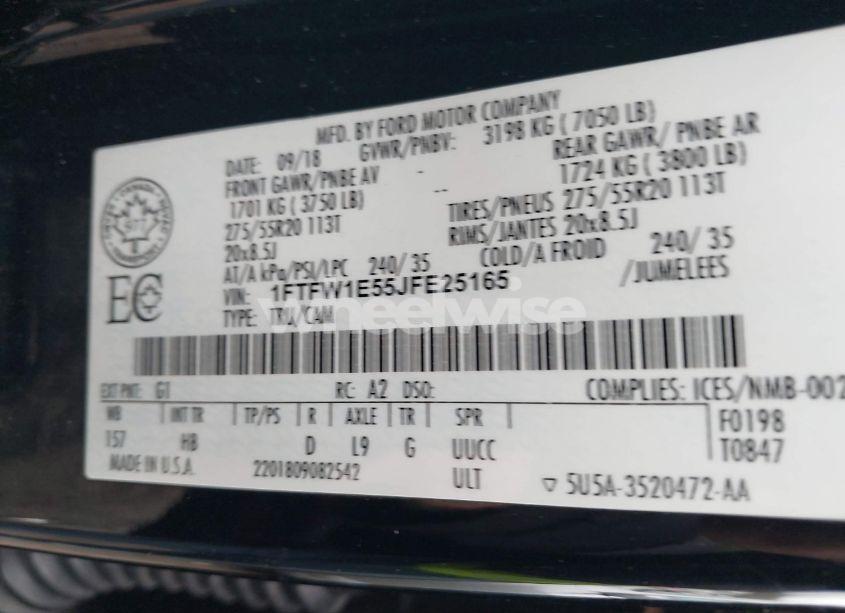 MFD. BY FORD MOTOR COMPANY
DATE: 09/18 GVWR/PNBV: 3198 KG ( 7050 LB)
FRONT GAWR/PNBE AV - REAR GAWR/ PNBE AR
1701 KG ( 3750 LB) -- 1724 KG ( 3800 LB)
275/55R20 113T TIRES/PNEUS 275/55R20 113T
20x8.5J RIMS/JANTES 20x8.5J
AT/A kPa/PSI/LPC 240/ 35 COLD/A FROID 240/ 35
VIN: 1FTFW1E55JFE25165 /JUMELEES
TYPE: TRU/CAM
wheelwise
EC
EXT PNT: G1 RC: A2 DSO: COMPLIES: ICES/NMB-002
WB INT TR TP/PS R AXLE TR SPR F0198
157 HB D L9 G UUCC T0847
MADE IN U.S.A. 2201809082542 ULT ▽ 5U5A-3520472-AA